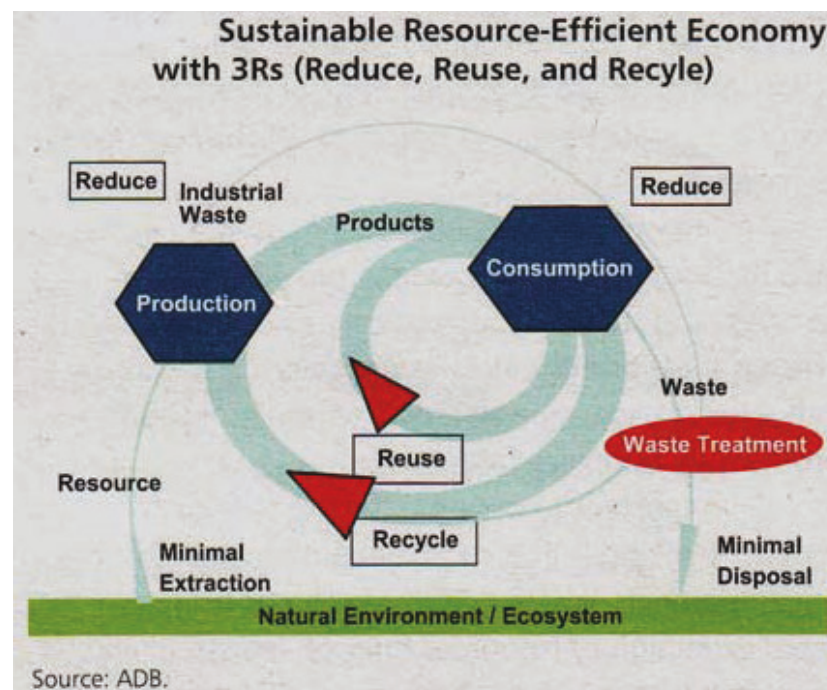 Sustainable Resource-Efficient Economy
with 3Rs (Reduce, Reuse, and Recyle)
Reduce
Reduce
Industrial
Waste
Products
Consumption
Production
Waste
Waste Treatment
Reuse
Resource
Recycle
Minimal
Extraction
Minimal
Disposal
Natural Environment / Ecosystem
Source: ADB.